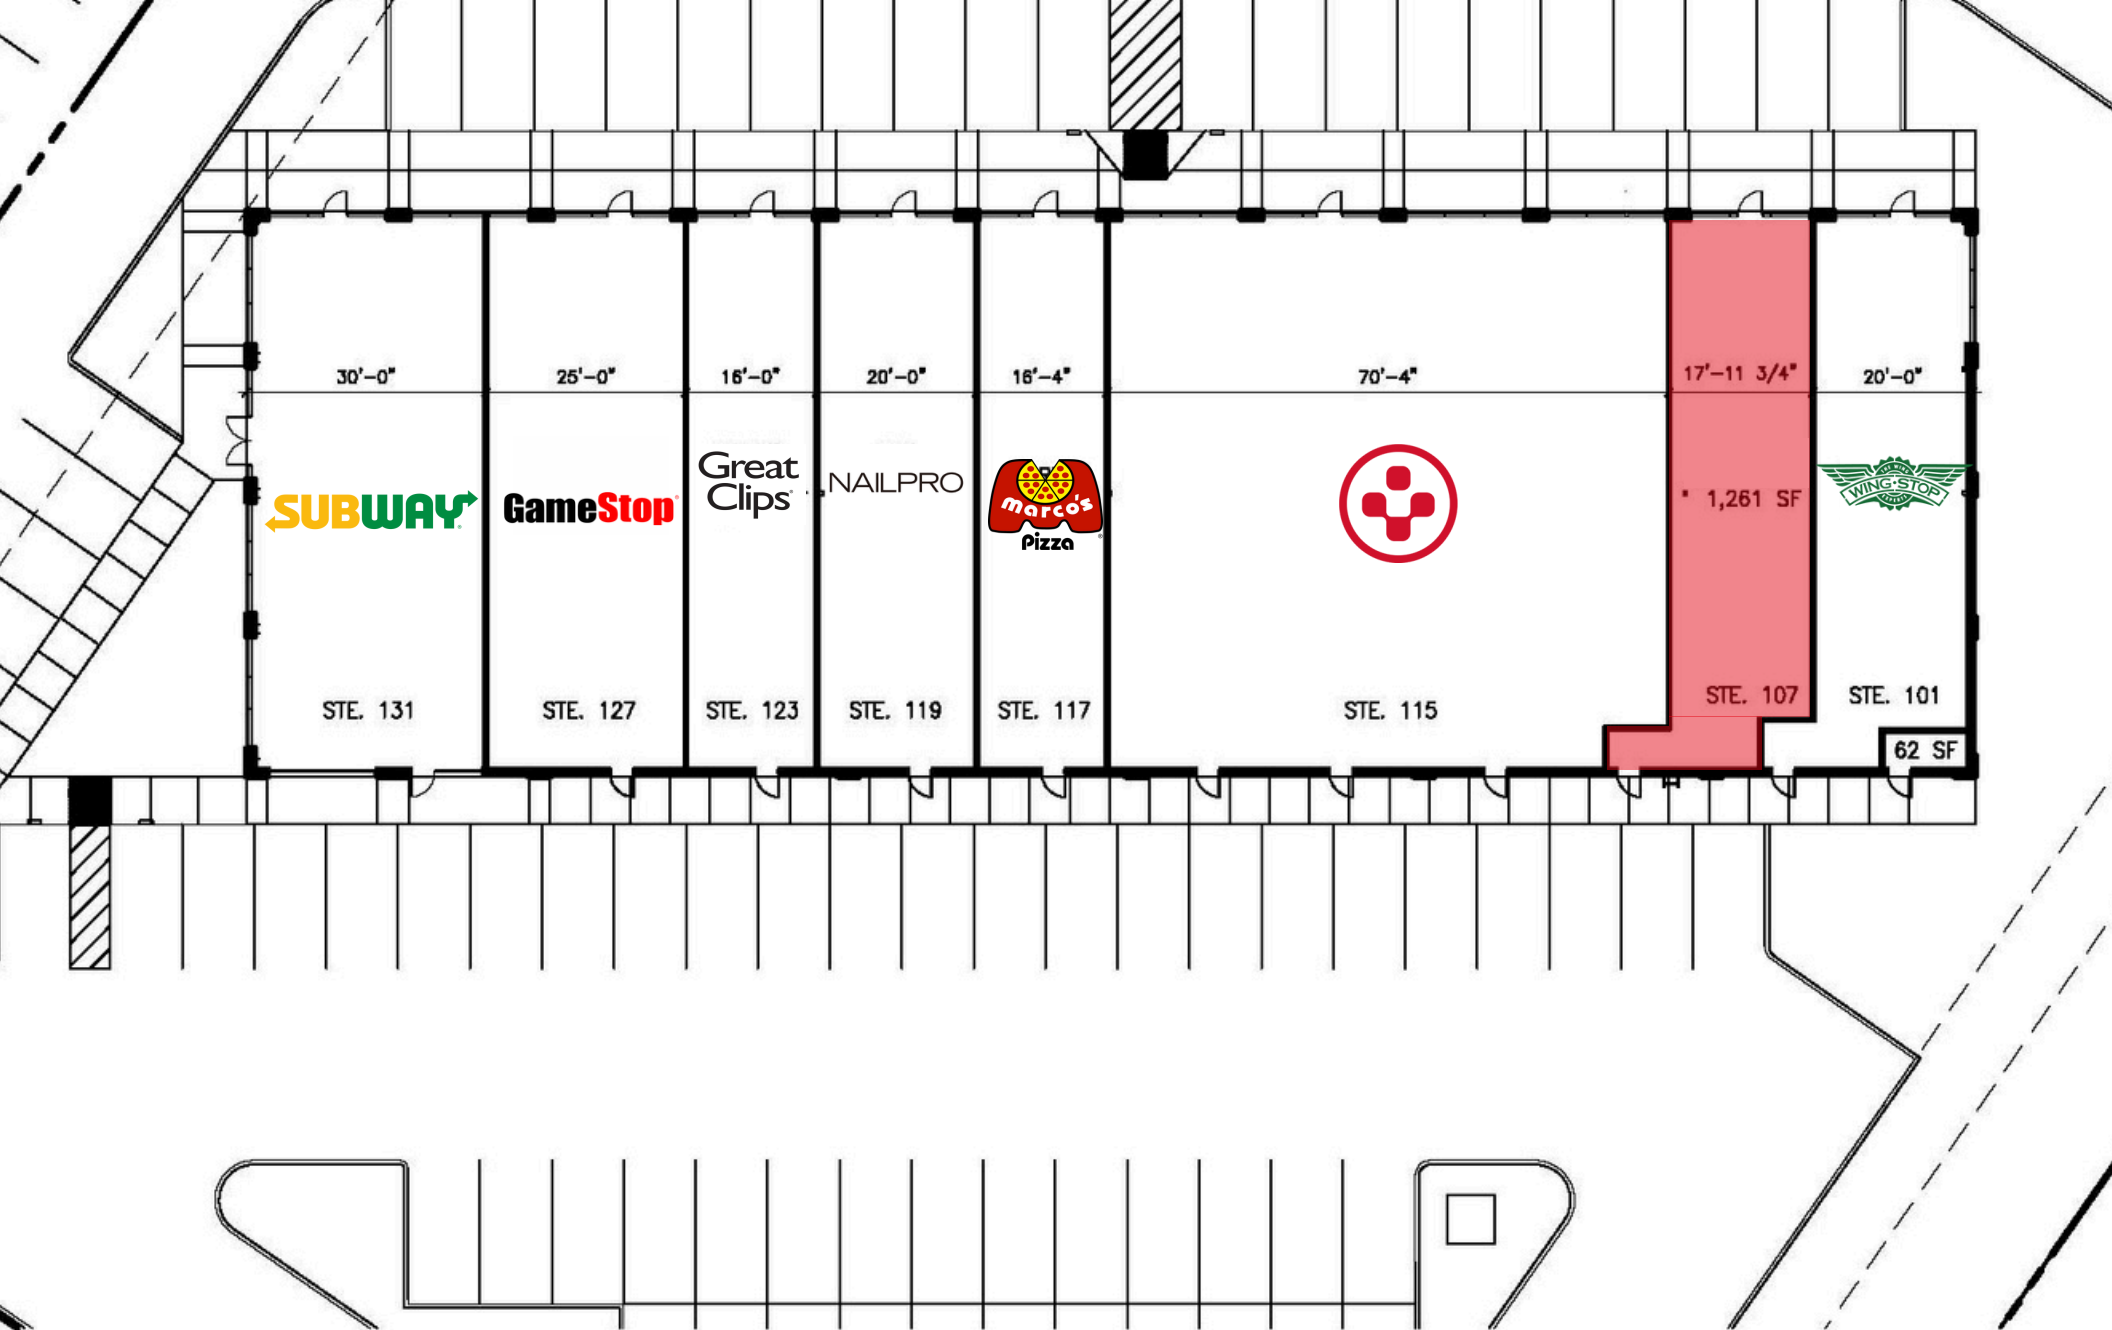 30'-0"
25'-0"
16'-0"
20'-0"
16'-4"
70'-4"
17'-11 3/4"
20'-0"
SUBWAY
GameStop
Great
Clips
NAILPRO
Marco's
Pizza
1,261 SF
THE WING
WING·STOP
STE. 131
STE. 127
STE. 123
STE. 119
STE. 117
STE. 115
STE. 107
STE. 101
62 SF